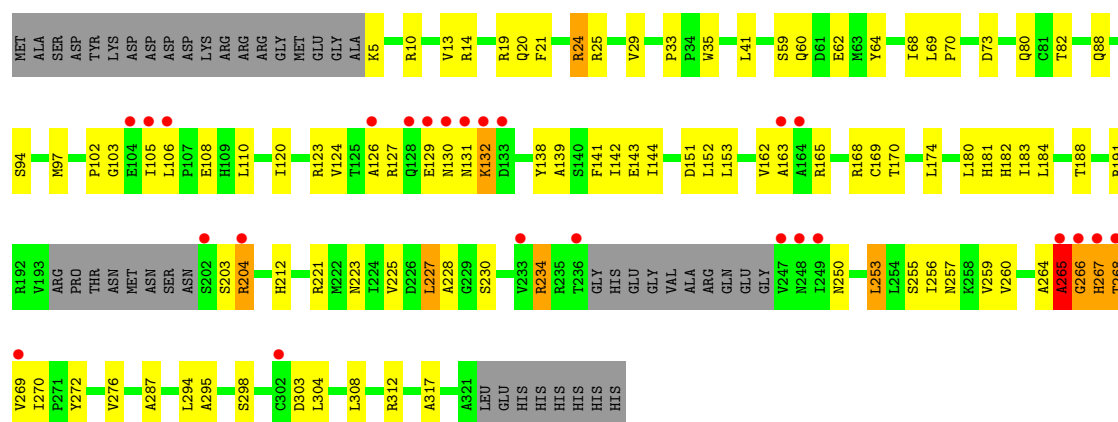 MET ALA SER ASP TYR LYS ASP ASP ASP ASP LYS ARG ARG ARG GLY MET GLU GLY ALA K5 R10 V13 R14 R19 Q20 F21 R24 R25 V29 P33 P34 W35 L41 S59 Q60 D61 E62 M63 Y64 I68 L69 P70 D73 Q80 C81 T82 Q88
S94 M97 P102 G103 E104 I105 L106 P107 E108 H109 L110 I120 R123 V124 T125 A126 R127 Q128 E129 N130 N131 K132 D133 Y138 A139 S140 F141 I142 E143 I144 D151 L152 L153 V162 A163 A164 R165 R168 C169 T170 L174 L180 H181 H182 I183 L184 T188
R192 V193 ARG PRO THR ASN MET ASN SER ASN S202 S203 R204 H212 R221 M222 N223 I224 V225 D226 L227 A228 G229 S230 V233 R234 R235 T236 GLY HIS GLU GLY VAL ALA ARG GLN GLU GLY V247 N248 I249 N250 L253 L254 S255 I256 N257 K258 V259 V260 A264 A265 G266 H267 T268
V269 I270 P271 Y272 V276 A287 L294 A295 S298 C302 D303 L304 L308 R312 A317 A321 LEU GLU HIS HIS HIS HIS HIS HIS